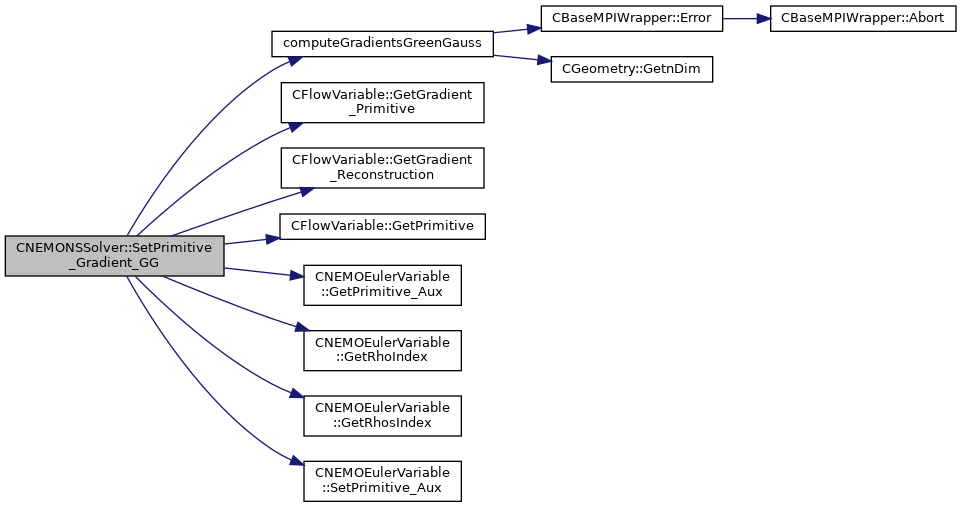 CNEMONSSolver::SetPrimitive
_Gradient_GG
computeGradientsGreenGauss
CBaseMPIWrapper::Error
CBaseMPIWrapper::Abort
CGeometry::GetnDim
CFlowVariable::GetGradient
_Primitive
CFlowVariable::GetGradient
_Reconstruction
CFlowVariable::GetPrimitive
CNEMOEulerVariable
::GetPrimitive_Aux
CNEMOEulerVariable
::GetRhoIndex
CNEMOEulerVariable
::GetRhosIndex
CNEMOEulerVariable
::SetPrimitive_Aux